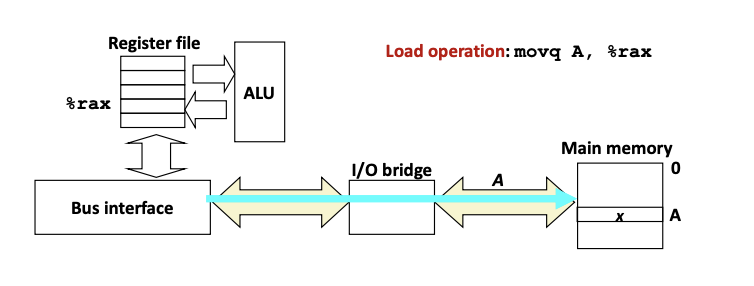 Register file
Load operation: movq A, %rax
ALU
%rax
Main memory
I/O bridge
0
A
Bus interface
x
A